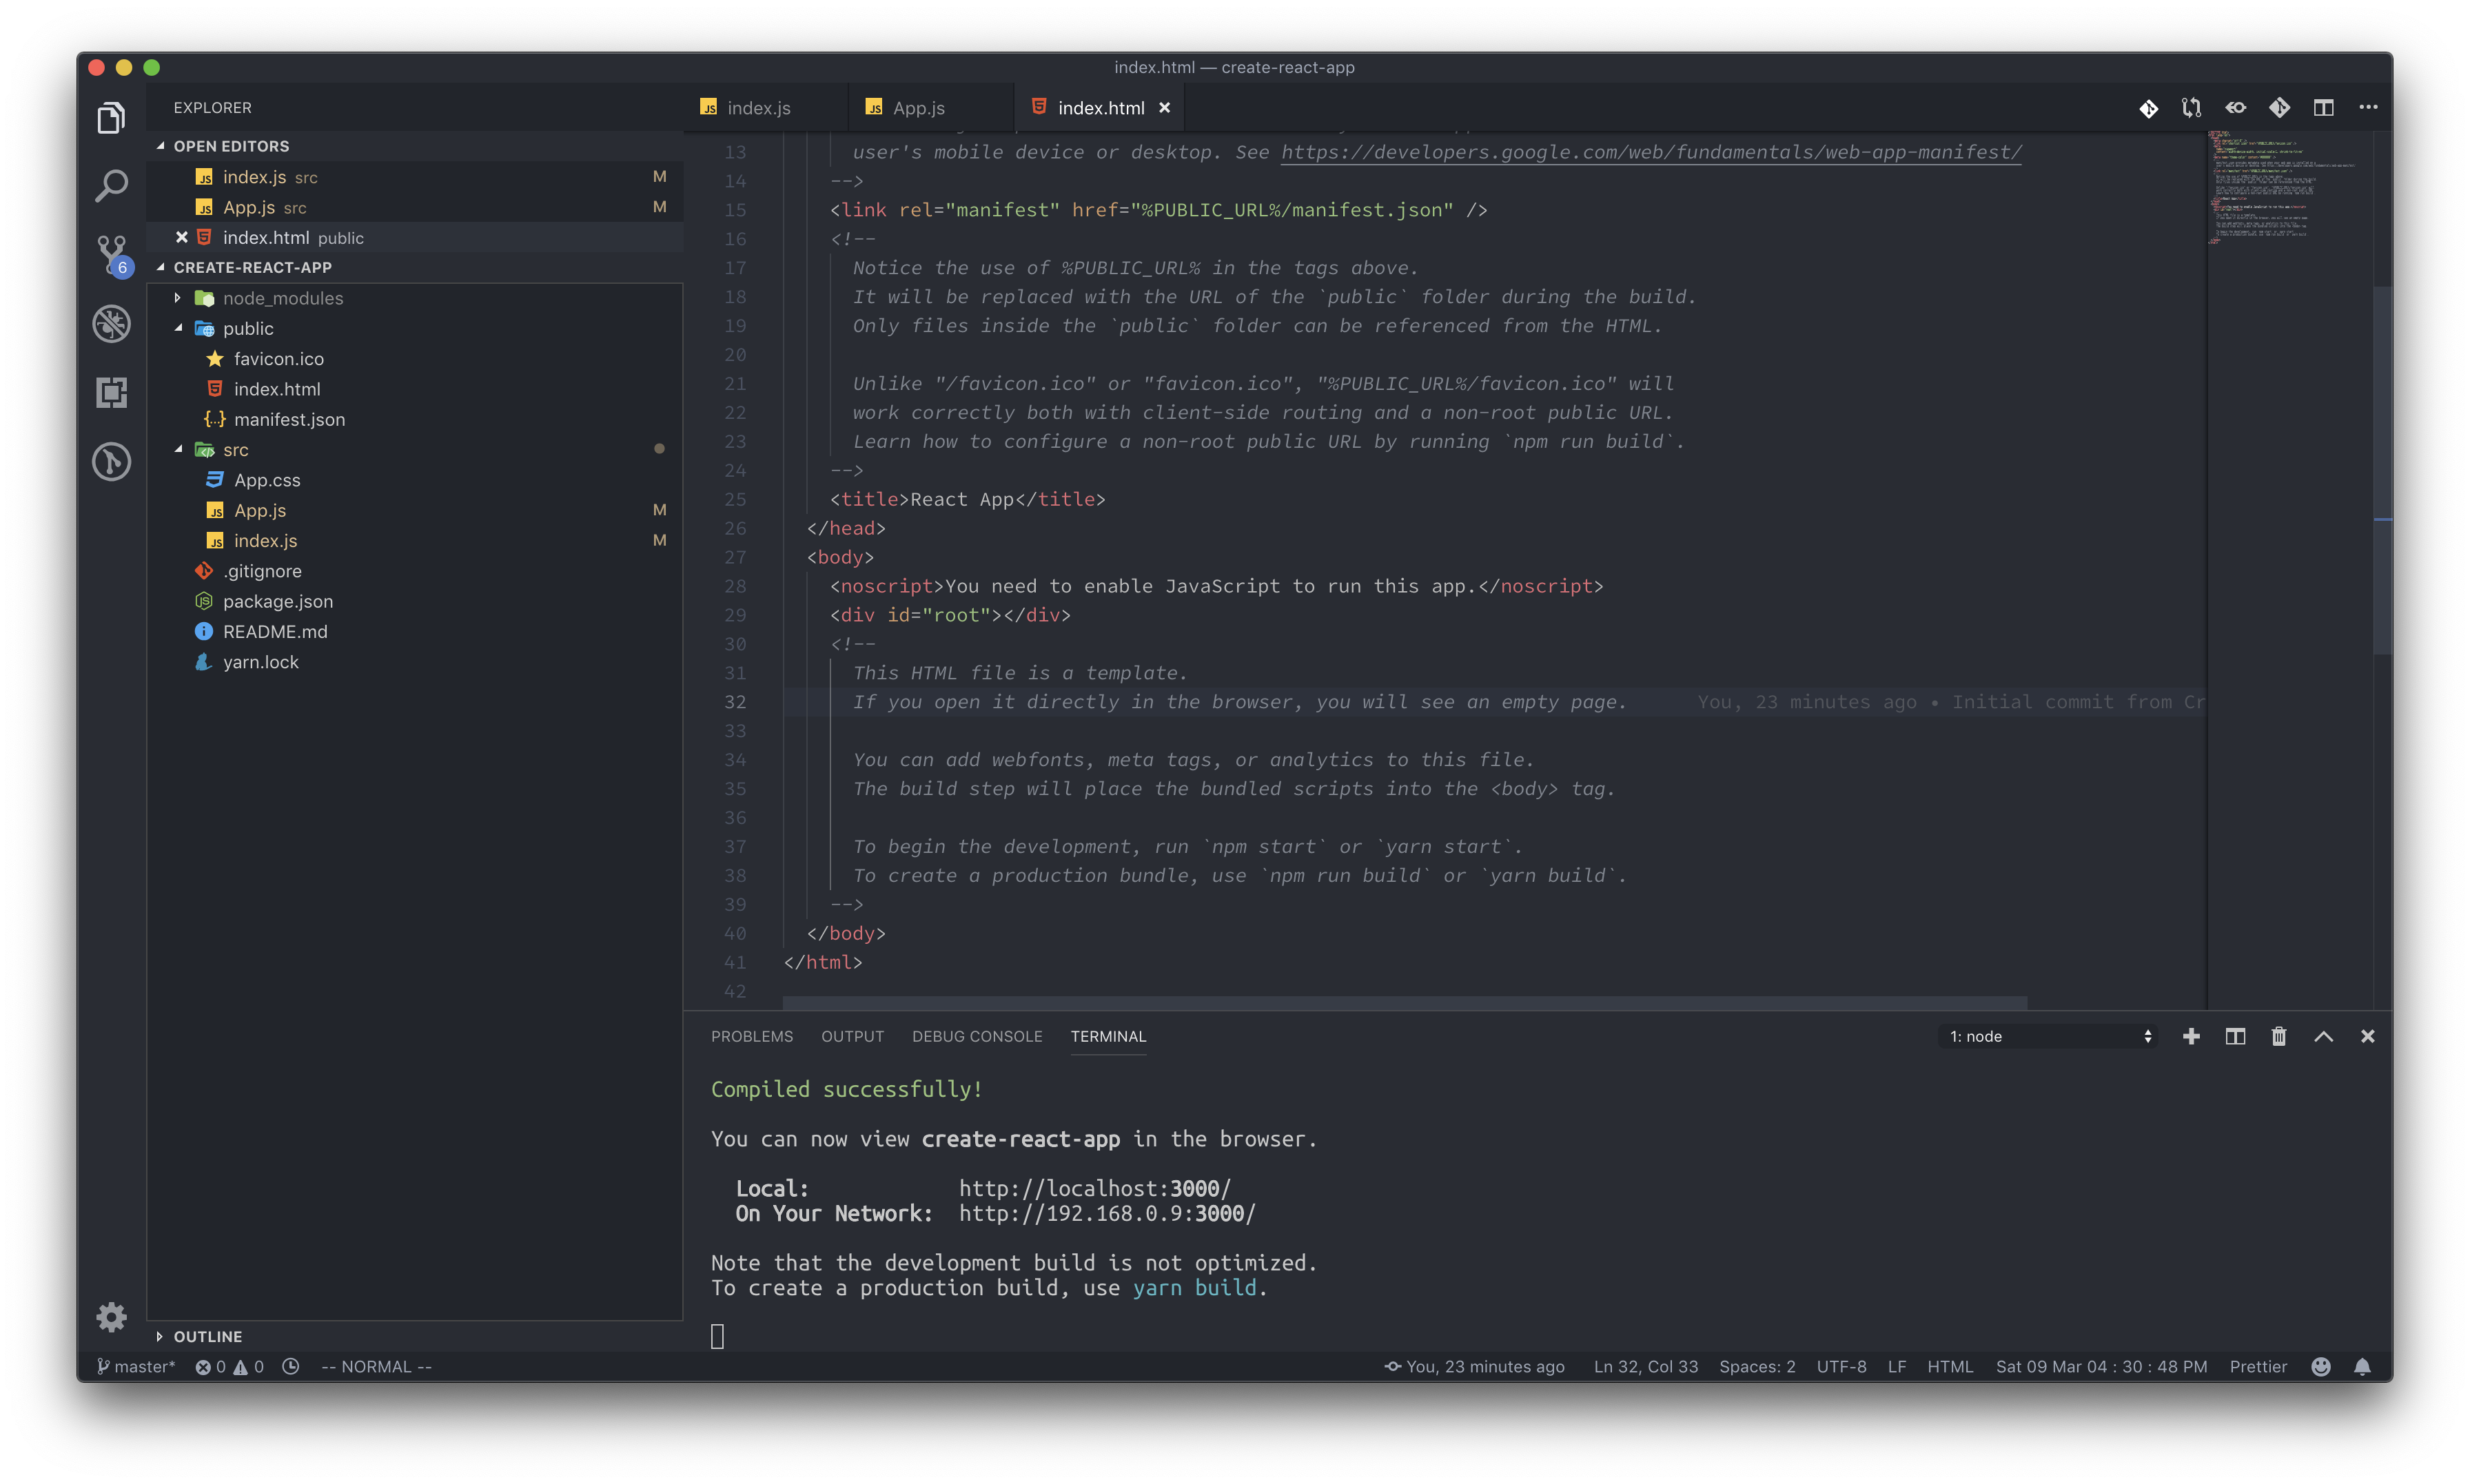 index.html — create-react-app
EXPLORER
OPEN EDITORS
index.js src M
App.js src M
index.html public
CREATE-REACT-APP
node_modules
public
favicon.ico
index.html
manifest.json
src
App.css
App.js M
index.js M
.gitignore
package.json
README.md
yarn.lock
OUTLINE
6
index.js
App.js
index.html
13 user's mobile device or desktop. See https://developers.google.com/web/fundamentals/web-app-manifest/
14 -->
15 <link rel="manifest" href="%PUBLIC_URL%/manifest.json" />
16 <!--
17 Notice the use of %PUBLIC_URL% in the tags above.
18 It will be replaced with the URL of the `public` folder during the build.
19 Only files inside the `public` folder can be referenced from the HTML.
20
21 Unlike "/favicon.ico" or "favicon.ico", "%PUBLIC_URL%/favicon.ico" will
22 work correctly both with client-side routing and a non-root public URL.
23 Learn how to configure a non-root public URL by running `npm run build`.
24 -->
25 <title>React App</title>
26 </head>
27 <body>
28 <noscript>You need to enable JavaScript to run this app.</noscript>
29 <div id="root"></div>
30 <!--
31 This HTML file is a template.
32 If you open it directly in the browser, you will see an empty page. You, 23 minutes ago • Initial commit from Cr
33
34 You can add webfonts, meta tags, or analytics to this file.
35 The build step will place the bundled scripts into the <body> tag.
36
37 To begin the development, run `npm start` or `yarn start`.
38 To create a production bundle, use `npm run build` or `yarn build`.
39 -->
40 </body>
41 </html>
42
PROBLEMS OUTPUT DEBUG CONSOLE TERMINAL 1: node
Compiled successfully!
You can now view create-react-app in the browser.
Local: http://localhost:3000/
On Your Network: http://192.168.0.9:3000/
Note that the development build is not optimized.
To create a production build, use yarn build.
master* 0 0 -- NORMAL -- You, 23 minutes ago Ln 32, Col 33 Spaces: 2 UTF-8 LF HTML Sat 09 Mar 04 : 30 : 48 PM Prettier